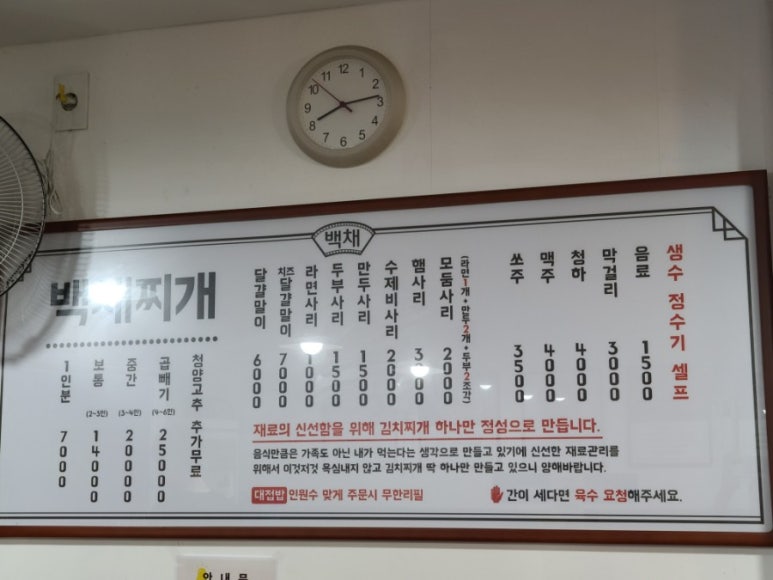 12
1
2
3
4
5
6
7
8
9
10
11
백채
백채찌개
1인분 7000
보통 (2~3인) 14000
중간 (3~4인) 20000
곱빼기 (4~6인) 25000
청양고추 추가무료
달걀말이 6000
치즈달걀말이 7000
라면사리 1000
두부사리 1500
만두사리 1500
수제비사리 2000
햄사리 3000
모둠사리 2000
(라면1개+만두2개+두부2조각)
쏘주 3500
맥주 4000
청하 4000
막걸리 3000
음료 1500
생수 정수기 셀프
재료의 신선함을 위해 김치찌개 하나만 정성으로 만듭니다.
음식만큼은 가족도 아닌 내가 먹는다는 생각으로 만들고 있기에 신선한 재료관리를
위해서 이것저것 욕심내지 않고 김치찌개 딱 하나만 만들고 있으니 양해바랍니다.
대접밥 인원수 맞게 주문시 무한리필
간이 세다면 육수 요청해주세요.
안내문